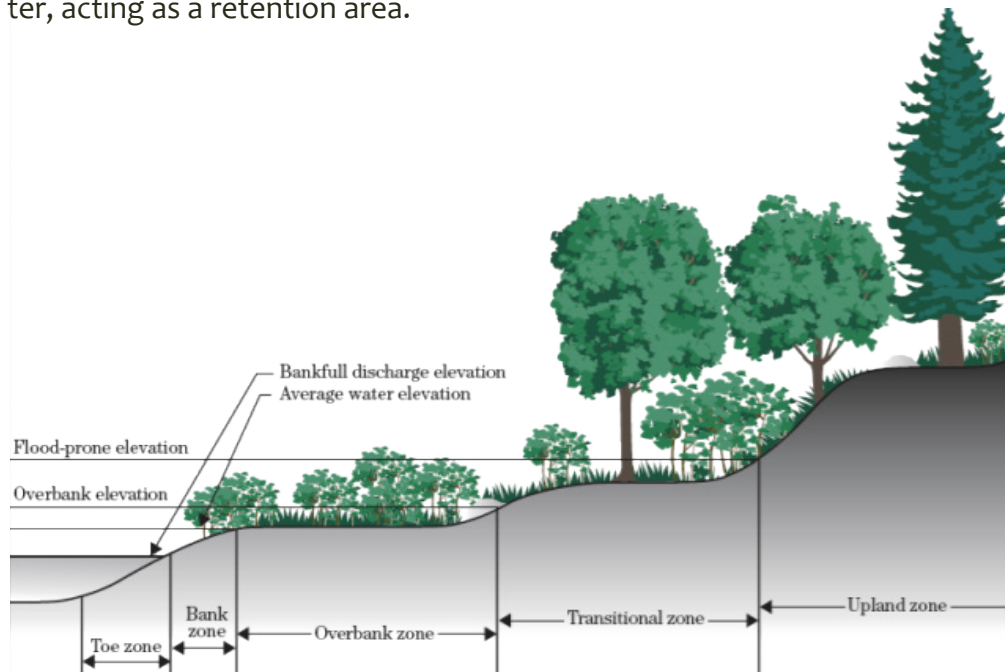 ter, acting as a retention area.
Bankfull discharge elevation
Average water elevation
Flood-prone elevation
Overbank elevation
Upland zone
Transitional zone
Bank
zone
Overbank zone
Toe zone